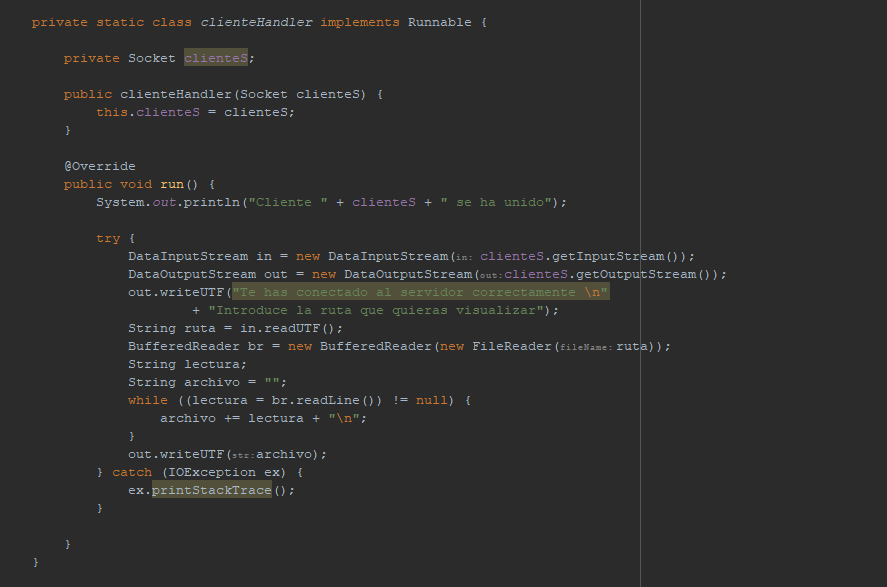 private static class clienteHandler implements Runnable {
private Socket clienteS;
public clienteHandler(Socket clienteS) {
this.clienteS = clienteS;
}
@Override
public void run() {
System.out.println("Cliente " + clienteS + " se ha unido");
try {
DataInputStream in = new DataInputStream(in: clienteS.getInputStream());
DataOutputStream out = new DataOutputStream(out:clienteS.getOutputStream());
out.writeUTF("Te has conectado al servidor correctamente \n"
+ "Introduce la ruta que quieras visualizar");
String ruta = in.readUTF();
BufferedReader br = new BufferedReader(new FileReader(fileName:ruta));
String lectura;
String archivo = "";
while ((lectura = br.readLine()) != null) {
archivo += lectura + "\n";
}
out.writeUTF(str:archivo);
} catch (IOException ex) {
ex.printStackTrace();
}
}
}